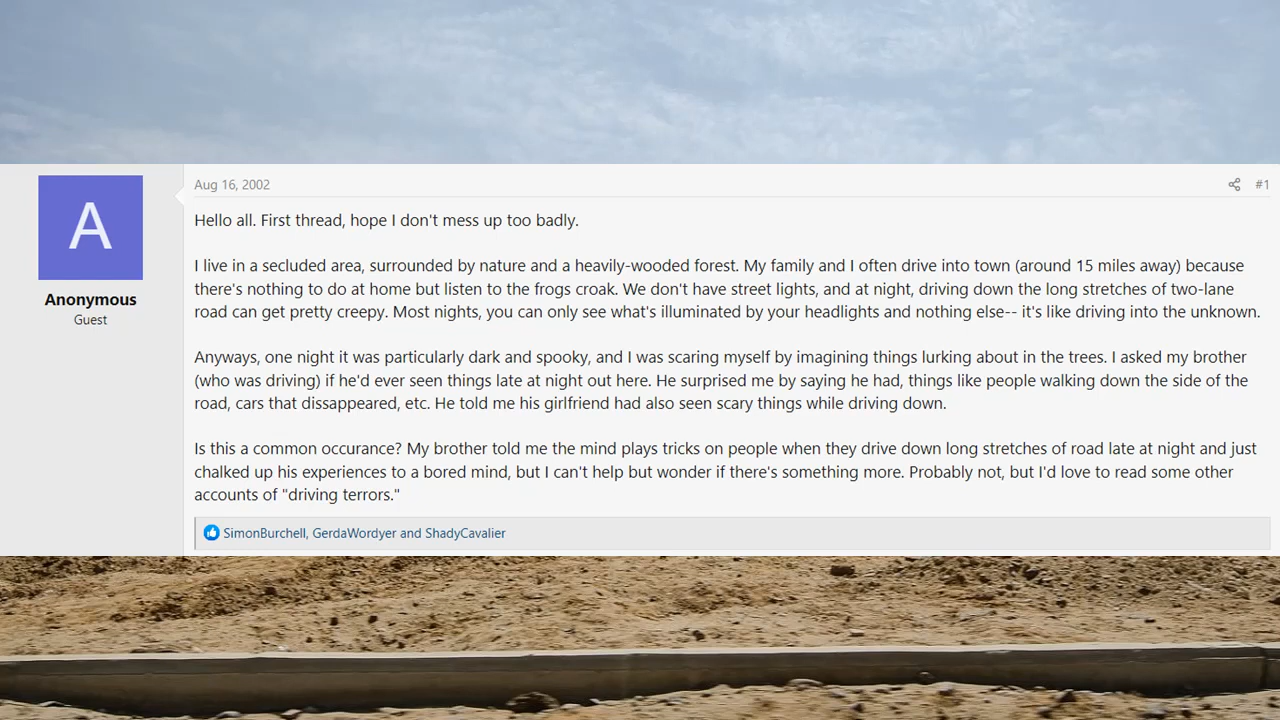 A
Anonymous
Guest
Aug 16, 2002
#1
Hello all. First thread, hope I don't mess up too badly.
I live in a secluded area, surrounded by nature and a heavily-wooded forest. My family and I often drive into town (around 15 miles away) because
there's nothing to do at home but listen to the frogs croak. We don't have street lights, and at night, driving down the long stretches of two-lane
road can get pretty creepy. Most nights, you can only see what's illuminated by your headlights and nothing else-- it's like driving into the unknown.
Anyways, one night it was particularly dark and spooky, and I was scaring myself by imagining things lurking about in the trees. I asked my brother
(who was driving) if he'd ever seen things late at night out here. He surprised me by saying he had, things like people walking down the side of the
road, cars that dissappeared, etc. He told me his girlfriend had also seen scary things while driving down.
Is this a common occurance? My brother told me the mind plays tricks on people when they drive down long stretches of road late at night and just
chalked up his experiences to a bored mind, but I can't help but wonder if there's something more. Probably not, but I'd love to read some other
accounts of "driving terrors."
SimonBurchell, GerdaWordyer and ShadyCavalier